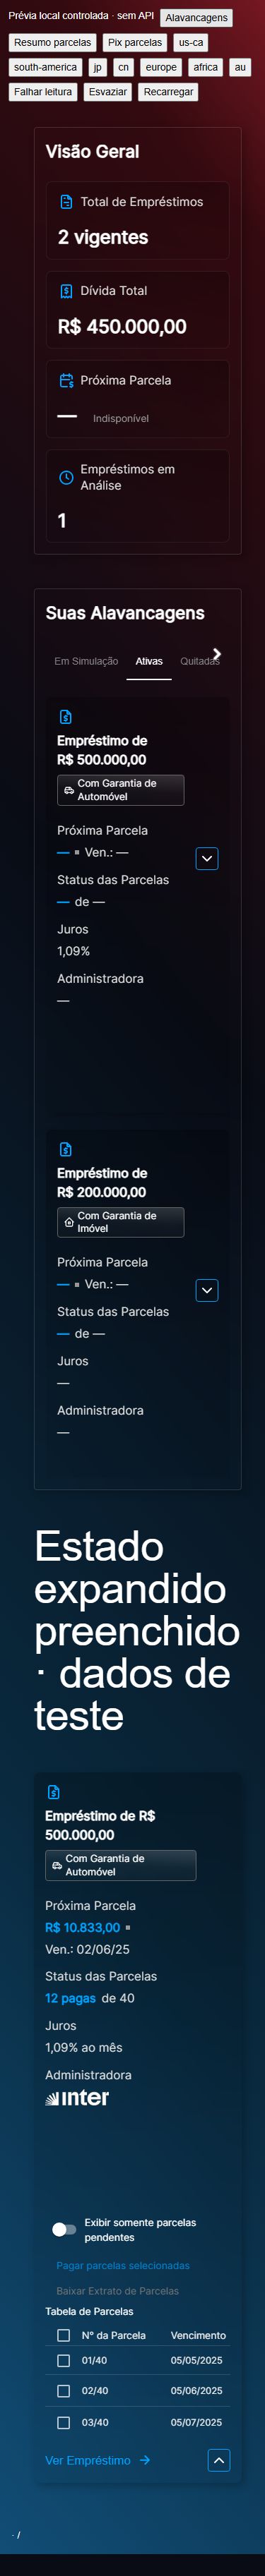 Prévia local controlada · sem API Alavancagens
Resumo parcelas Pix parcelas us-ca
south-america jp cn europe africa au
Falhar leitura Esvaziar Recarregar
Visão Geral
Total de Empréstimos
2 vigentes
Dívida Total
R$ 450.000,00
Próxima Parcela
— Indisponível
Empréstimos em
Análise
1
Suas Alavancagens
Em Simulação Ativas Quitadas
Empréstimo de
R$ 500.000,00
Com Garantia de
Automóvel
Próxima Parcela
— Ven.: —
Status das Parcelas
— de —
Juros
1,09%
Administradora
—
Empréstimo de
R$ 200.000,00
Com Garantia de
Imóvel
Próxima Parcela
— Ven.: —
Status das Parcelas
— de —
Juros
—
Administradora
—
Estado
expandido
preenchido
· dados de
teste
Empréstimo de R$
500.000,00
Com Garantia de
Automóvel
Próxima Parcela
R$ 10.833,00
Ven.: 02/06/25
Status das Parcelas
12 pagas de 40
Juros
1,09% ao mês
Administradora
inter
Exibir somente parcelas
pendentes
Pagar parcelas selecionadas
Baixar Extrato de Parcelas
Tabela de Parcelas
N° da Parcela Vencimento
01/40 05/05/2025
02/40 05/06/2025
03/40 05/07/2025
Ver Empréstimo
· /